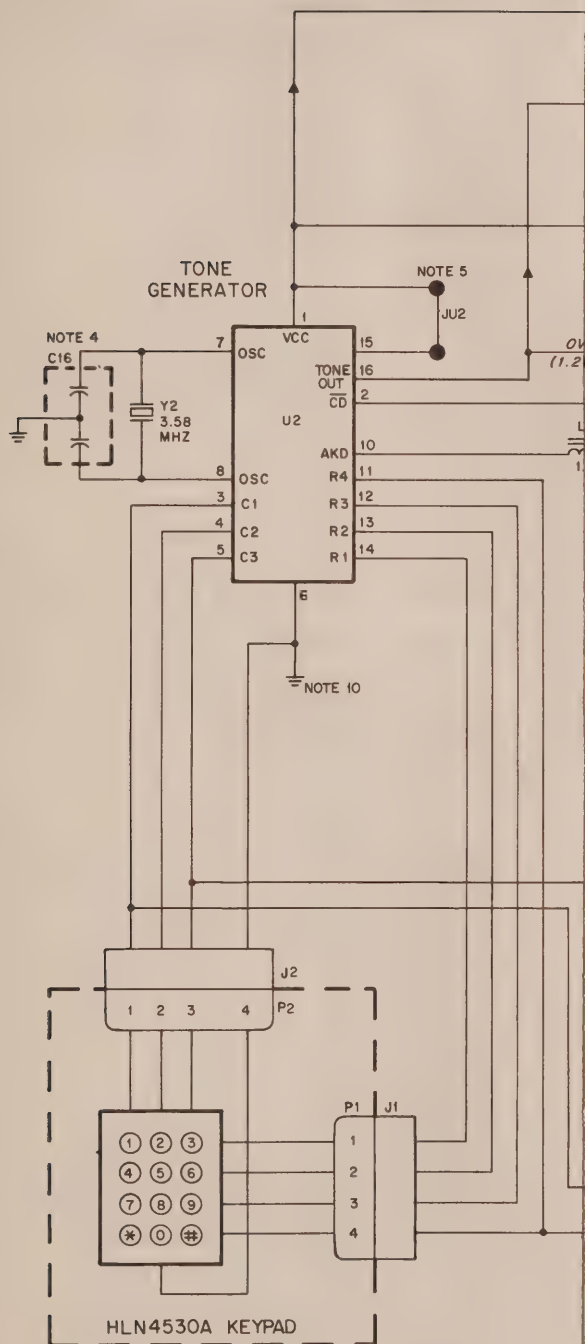 TONE
GENERATOR
NOTE 5
JU2
NOTE 4
C16
7
1
VCC
OSC
15
TONE
OUT
16
CD
2
Y2
3.58
MHZ
U2
AKD
10
8
OSC
R4
11
3
C1
R3
12
4
C2
R2
13
5
C3
R1
14
6
NOTE 10
(1.2
J2
1 2 3 4 P2
P1 J1
1 2 3
1
4 5 6
2
7 8 9
3
* 0 #
4
HLN4530A KEYPAD